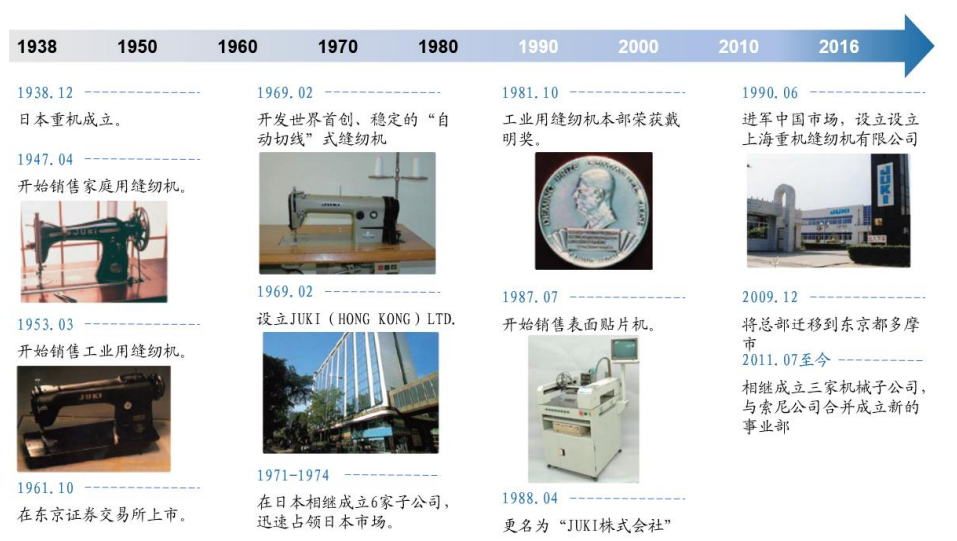 1938 1950 1960 1970 1980 1990 2000 2010 2016
1938.12
日本重机成立。
1947.04
开始销售家庭用缝纫机。
JUKI
1953.03
开始销售工业用缝纫机。
JUKI
1961.10
在东京证券交易所上市。
1969.02
开发世界首创、稳定的“自
动切线”式缝纫机
1969.02
设立JUKI（HONG KONG）LTD.
1971-1974
在日本相继成立6家子公司，
迅速占领日本市场。
1981.10
工业用缝纫机本部荣获戴
明奖。
1987.07
开始销售表面贴片机。
1988.04
更名为“JUKI株式会社”
1990.06
进军中国市场，设立设立
上海重机缝纫机有限公司
JUKI
JUKI
2009.12
将总部迁移到东京都多摩
市
2011.07至今
相继成立三家机械子公司，
与索尼公司合并成立新的
事业部